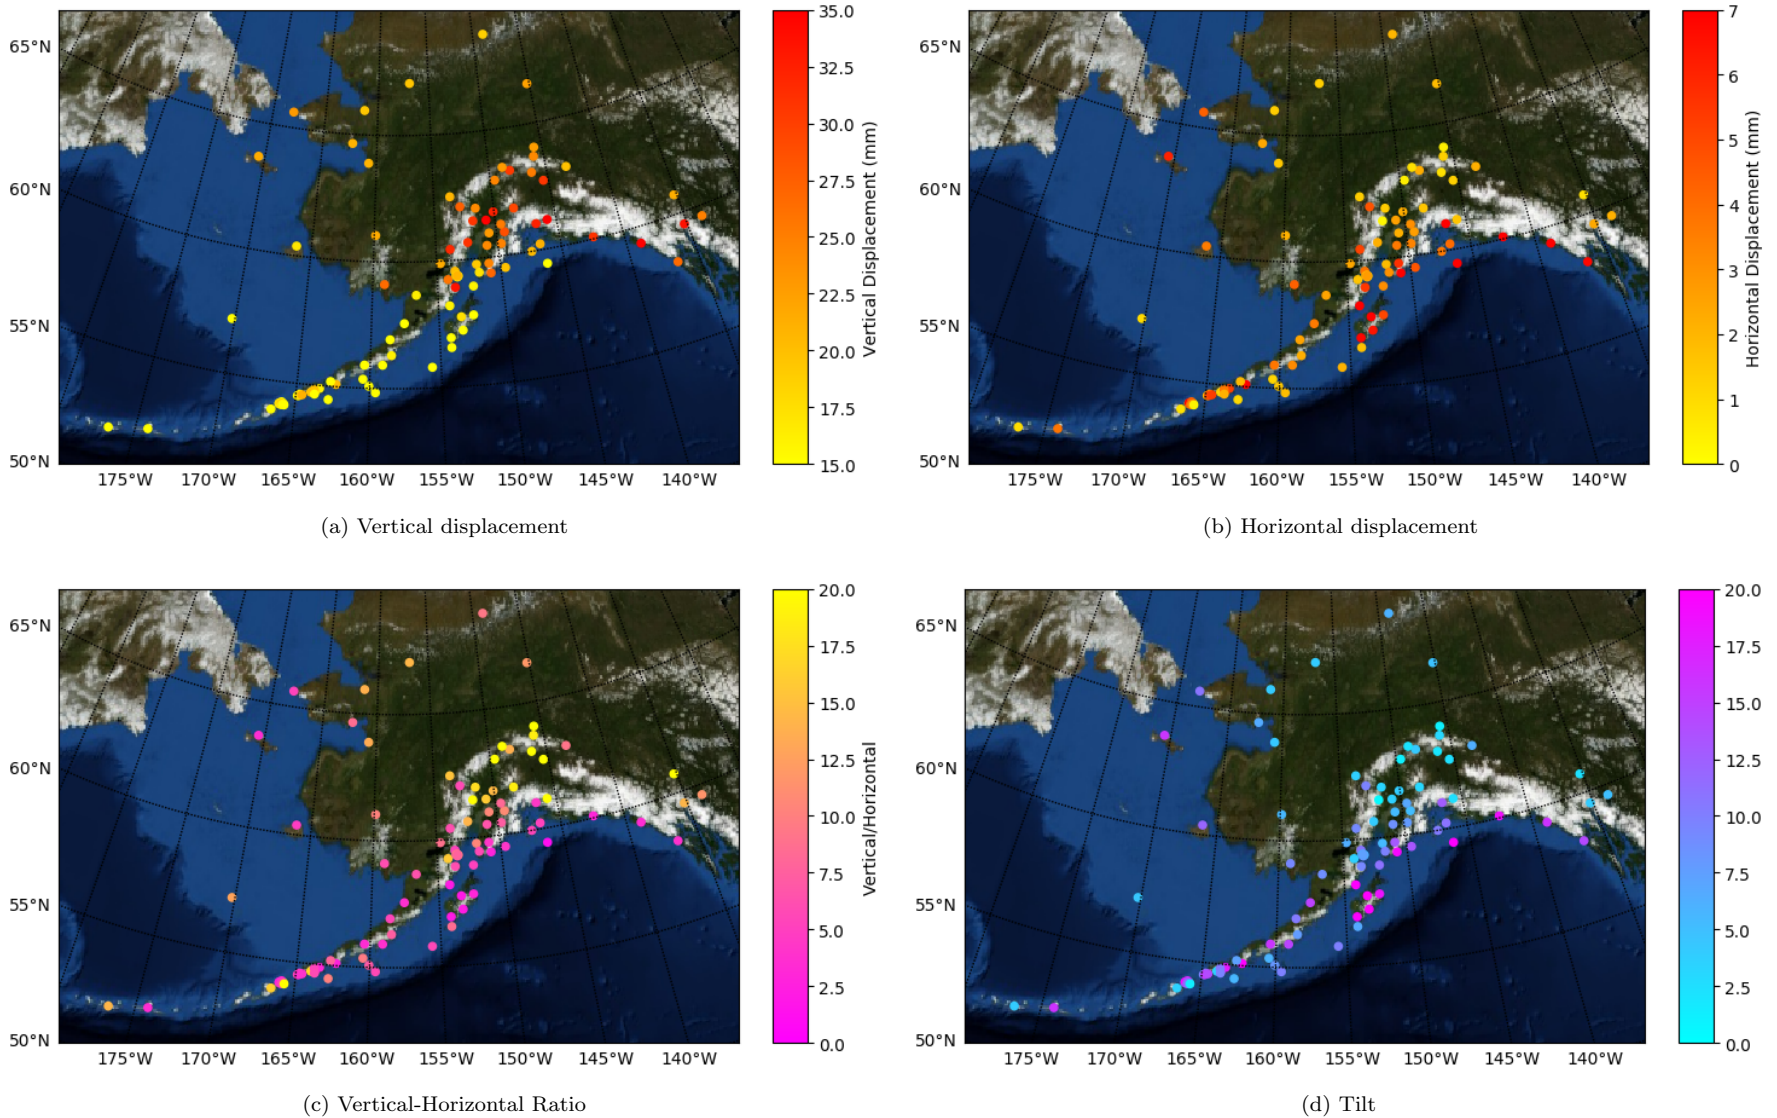 65°N
60°N
55°N
50°N
175°W 170°W 165°W 160°W 155°W 150°W 145°W 140°W
35.0
32.5
30.0
27.5
25.0
22.5
20.0
17.5
15.0
Vertical Displacement (mm)
(a) Vertical displacement
65°N
60°N
55°N
50°N
175°W 170°W 165°W 160°W 155°W 150°W 145°W 140°W
7
6
5
4
3
2
1
0
Horizontal Displacement (mm)
(b) Horizontal displacement
65°N
60°N
55°N
50°N
175°W 170°W 165°W 160°W 155°W 150°W 145°W 140°W
20.0
17.5
15.0
12.5
10.0
7.5
5.0
2.5
0.0
Vertical/Horizontal
(c) Vertical-Horizontal Ratio
65°N
60°N
55°N
50°N
175°W 170°W 165°W 160°W 155°W 150°W 145°W 140°W
20.0
17.5
15.0
12.5
10.0
7.5
5.0
2.5
0.0
(d) Tilt